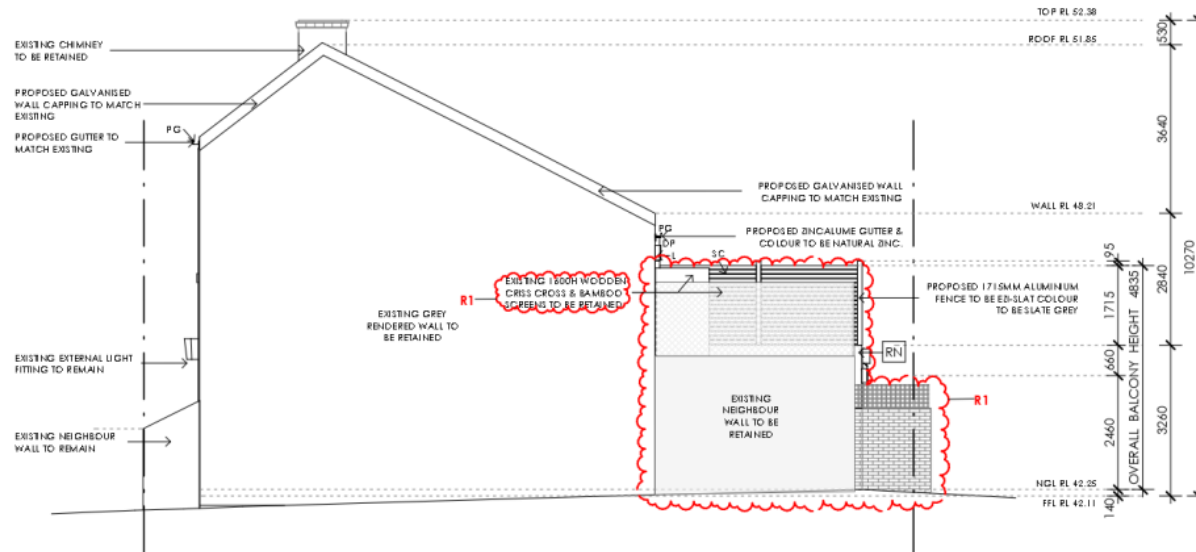 TOP RL 52.38
530
ROOF RL 51.85
EXISTING CHIMNEY
TO BE RETAINED
PROPOSED GALVANISED
WALL CAPPING TO MATCH
EXISTING
PG
PROPOSED GUTTER TO
MATCH EXISTING
3640
PROPOSED GALVANISED WALL
CAPPING TO MATCH EXISTING
WALL RL 48.21
PG
DP
PROPOSED ZINCALUME GUTTER &
COLOUR TO BE NATURAL ZINC.
SC
95
10270
EXISTING 1800H WOODEN
CRISS CROSS & BAMBOO
SCREENS TO BE RETAINED
R1
PROPOSED 1715MM ALUMINIUM
FENCE TO BE EZI-SLAT COLOUR
TO BE SLATE GREY
1715
2840
EXISTING GREY
RENDERED WALL TO
BE RETAINED
EXISTING EXTERNAL LIGHT
FITTING TO REMAIN
RN
660
OVERALL BALCONY HEIGHT 4835
EXISTING
NEIGHBOUR
WALL TO BE
RETAINED
R1
EXISTING NEIGHBOUR
WALL TO REMAIN
2460
3260
NGL RL 42.25
FFL RL 42.11
140